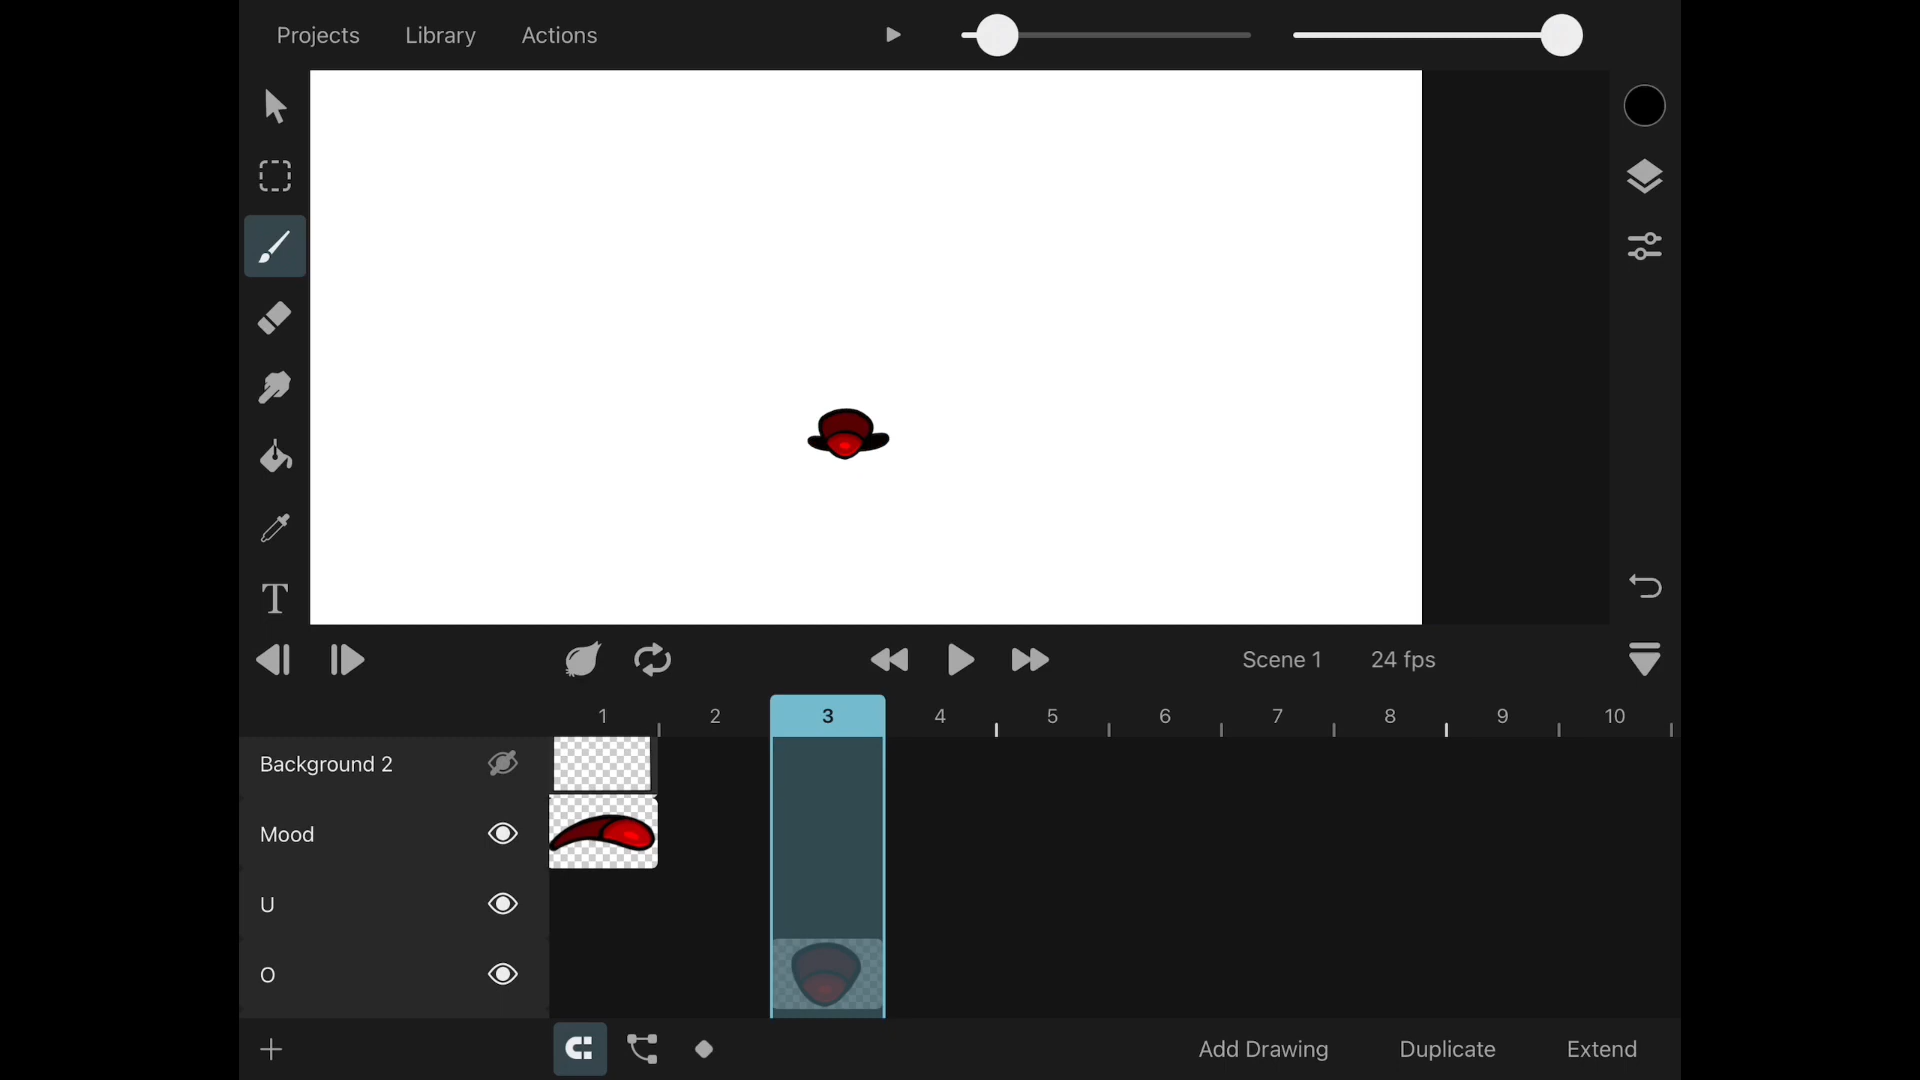 Projects Library Actions
T
Scene 1 24 fps
1 2 3 4 5 6 7 8 9 10
Background 2
Mood
U
O
Add Drawing Duplicate Extend